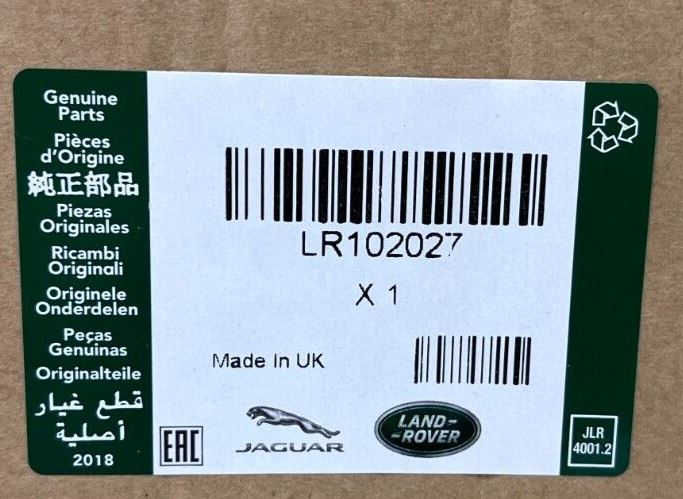 Genuine
Parts
Pièces
d'Origine
純正部品
Piezas
Originales
Ricambi
Originali
Originele
Onderdelen
Peças
Genuinas
Originalteile
قطع غيار
أصلية
2018
LR102027
X 1
Made In UK
EAC
JAGUAR
LAND-
-ROVER
JLR
4001.2